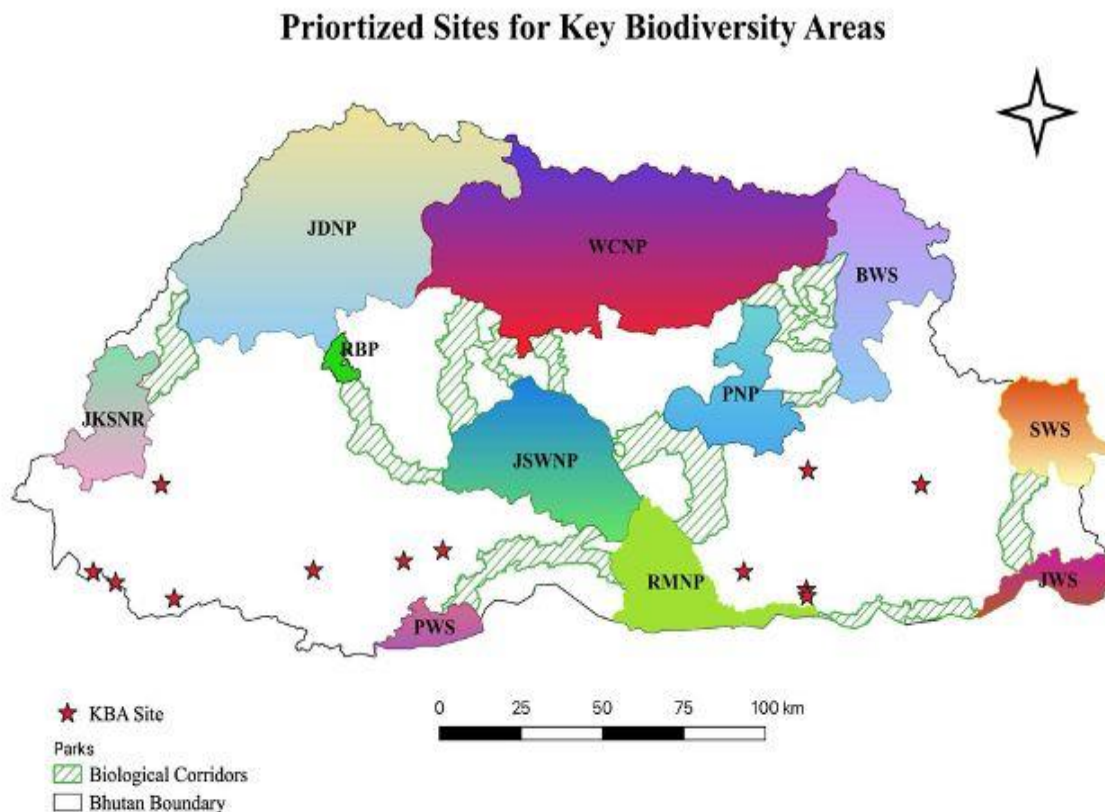 Priortized Sites for Key Biodiversity Areas
JDNP
WCNP
BWS
RBP
PNP
JKSNR
SWS
JSWNP
RMNP
JWS
PWS
KBA Site
0 25 50 75 100 km
Parks
Biological Corridors
Bhutan Boundary